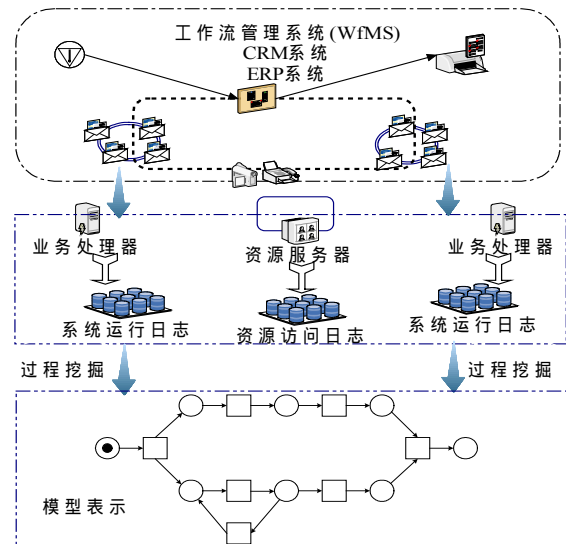 工作流管理系统(WfMS)
CRM系统
ERP系统
业务处理器
资源服务器
业务处理器
系统运行日志
资源访问日志
系统运行日志
过程挖掘
过程挖掘
模型表示